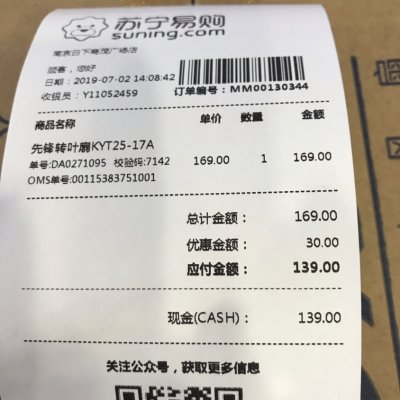 苏宁易购
suning.com
南京日下商茂广场店
顾客，您好
日期：2019-07-02 14:08:42
收银员：Y11052459
订单编号：MM00130344
商品名称 单价 数量 金额
先锋转叶扇KYT25-17A
单号:DA0271095 校验码:7142 169.00 1 169.00
OMS单号:00115383751001
总计金额： 169.00
优惠金额： 30.00
应付金额： 139.00
现金(CASH)： 139.00
关注公众号，获取更多信息